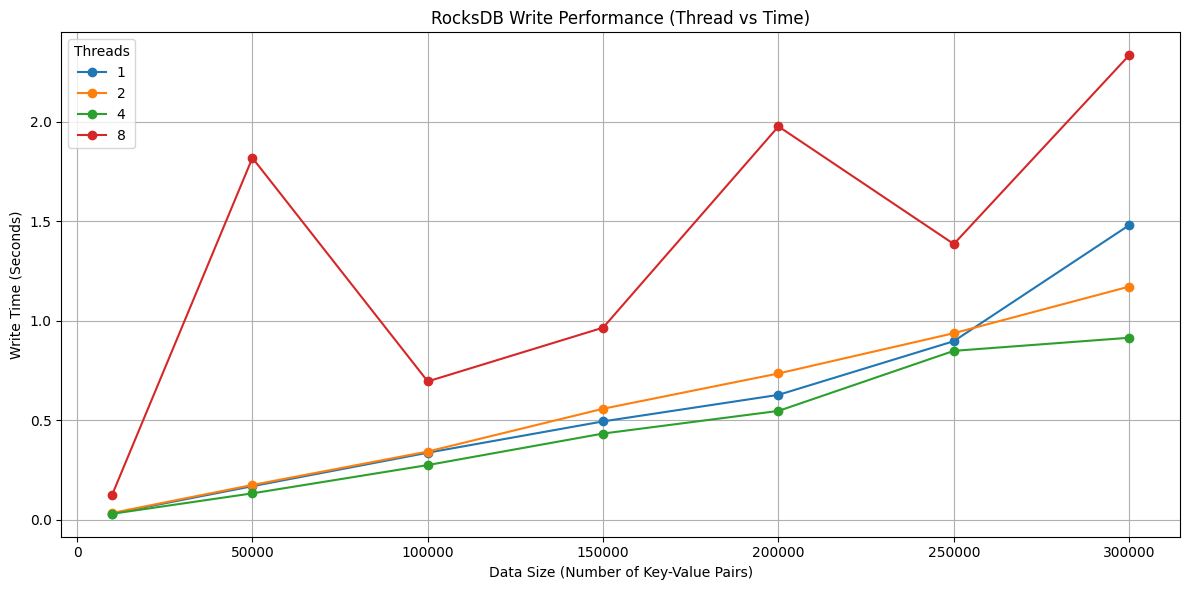 RocksDB Write Performance (Thread vs Time)
Threads
1
2
4
8
Write Time (Seconds)
2.0
1.5
1.0
0.5
0.0
0 50000 100000 150000 200000 250000 300000
Data Size (Number of Key-Value Pairs)